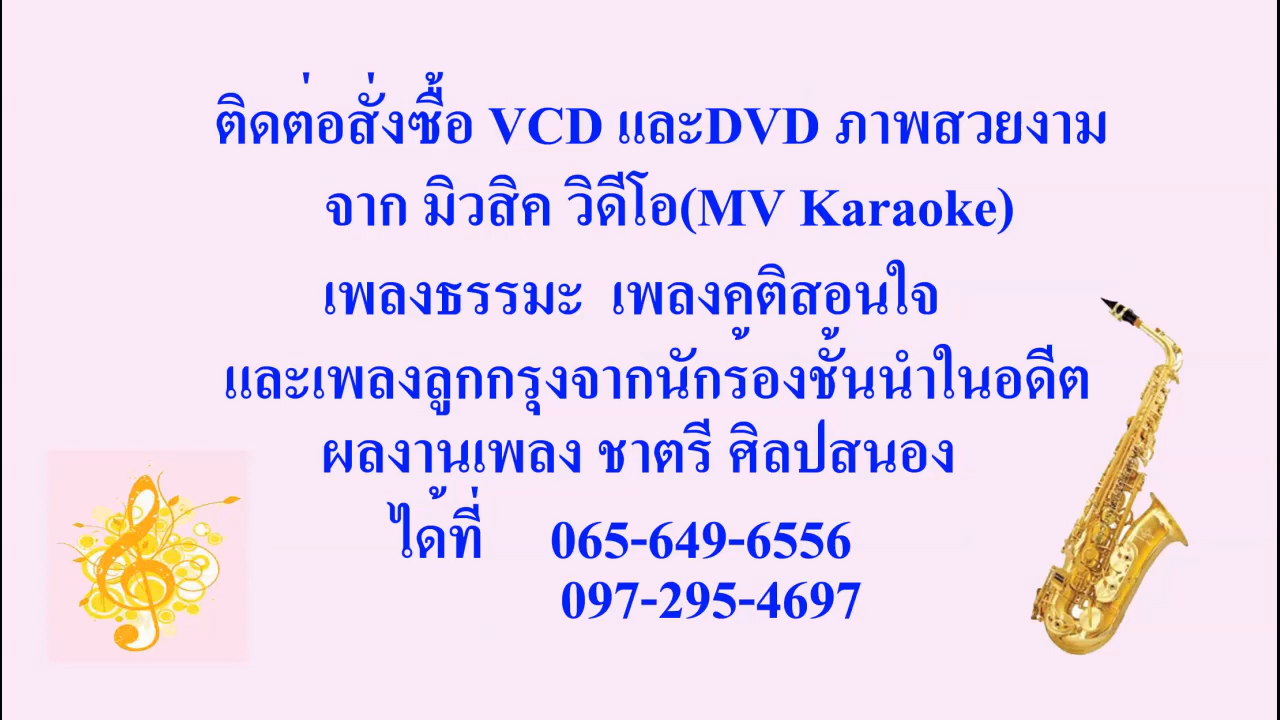 ติดต่อสั่งซื้อ VCD และDVD ภาพสวยงาม
จาก มิวสิค วิดีโอ(MV Karaoke)
เพลงธรรมะ เพลงคติสอนใจ
และเพลงลูกกรุงจากนักร้องชั้นนำในอดีต
ผลงานเพลง ชาตรี ศิลปสนอง
ได้ที่ 065-649-6556
097-295-4697